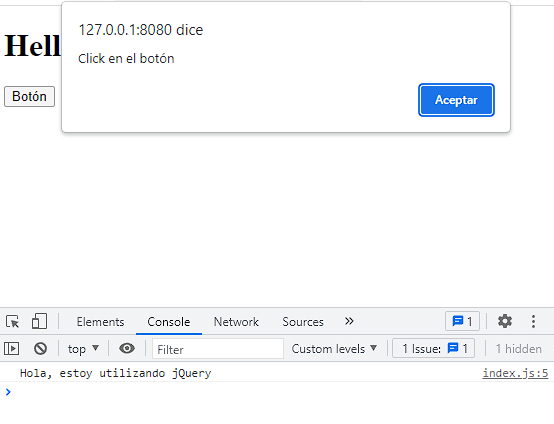 127.0.0.1:8080 dice
Hell
Click en el botón
Botón
Aceptar
Elements Console Network Sources 1
top Filter Custom levels 1 Issue: 1 1 hidden
Hola, estoy utilizando jQuery index.js:5